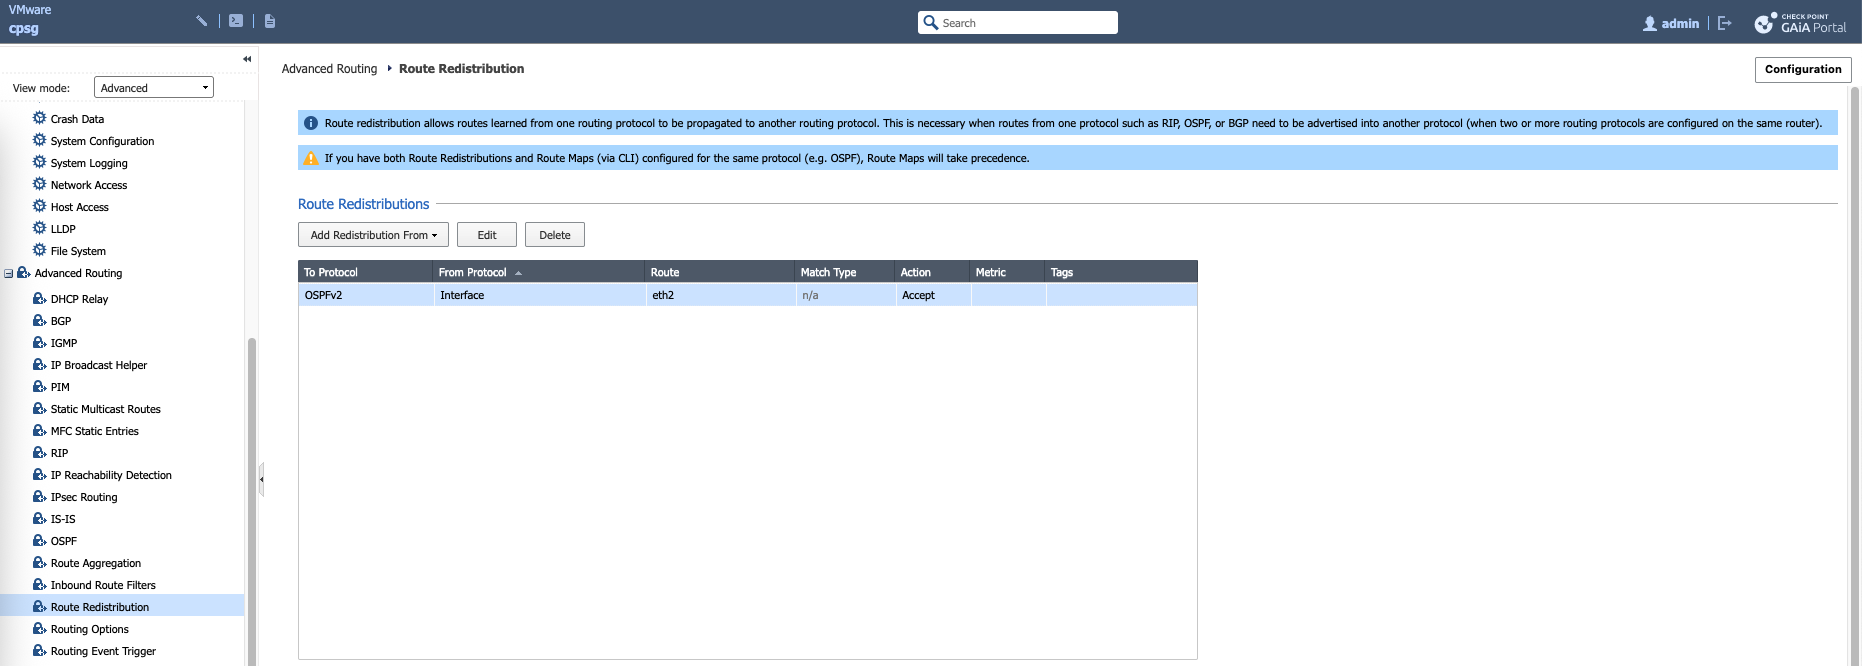 VMware
cpsg
Search
admin
CHECK POINT
GAiA Portal
View mode: Advanced
Crash Data
System Configuration
System Logging
Network Access
Host Access
LLDP
File System
Advanced Routing
DHCP Relay
BGP
IGMP
IP Broadcast Helper
PIM
Static Multicast Routes
MFC Static Entries
RIP
IP Reachability Detection
IPsec Routing
IS-IS
OSPF
Route Aggregation
Inbound Route Filters
Route Redistribution
Routing Options
Routing Event Trigger
Advanced Routing Route Redistribution
Configuration
Route redistribution allows routes learned from one routing protocol to be propagated to another routing protocol. This is necessary when routes from one protocol such as RIP, OSPF, or BGP need to be advertised into another protocol (when two or more routing protocols are configured on the same router).
If you have both Route Redistributions and Route Maps (via CLI) configured for the same protocol (e.g. OSPF), Route Maps will take precedence.
Route Redistributions
Add Redistribution From Edit Delete
To Protocol From Protocol Route Match Type Action Metric Tags
OSPFv2 Interface eth2 n/a Accept